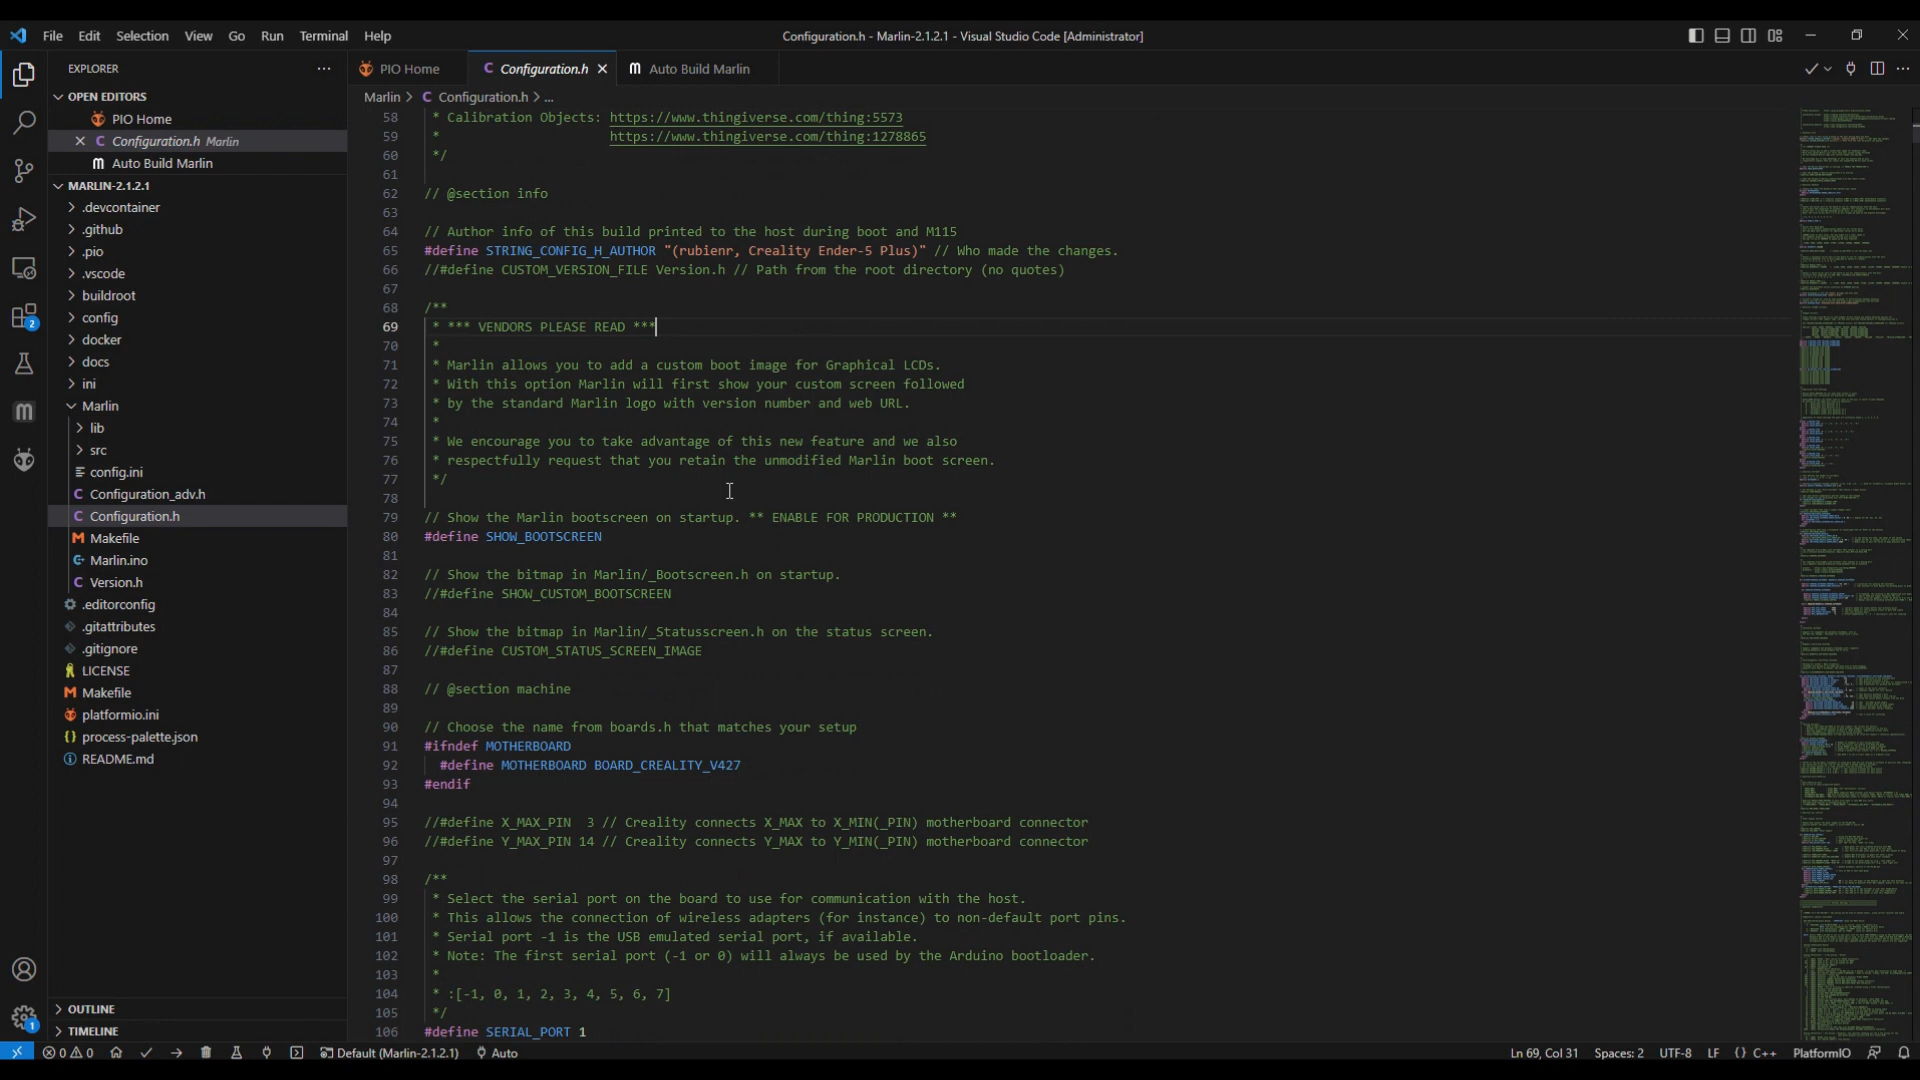 File Edit Selection View Go Run Terminal Help
Configuration.h - Marlin-2.1.2.1 - Visual Studio Code [Administrator]
EXPLORER
OPEN EDITORS
PIO Home
Configuration.h Marlin
Auto Build Marlin
MARLIN-2.1.2.1
.devcontainer
.github
.pio
.vscode
buildroot
config
docker
docs
ini
Marlin
lib
src
config.ini
Configuration_adv.h
Configuration.h
Makefile
Marlin.ino
Version.h
.editorconfig
.gitattributes
.gitignore
LICENSE
Makefile
platformio.ini
process-palette.json
README.md
OUTLINE
TIMELINE
2
1
PIO Home
Configuration.h
Auto Build Marlin
Marlin > C Configuration.h > ...
58 * Calibration Objects: https://www.thingiverse.com/thing:5573
59 * https://www.thingiverse.com/thing:1278865
60 */
61
62 // @section info
63
64 // Author info of this build printed to the host during boot and M115
65 #define STRING_CONFIG_H_AUTHOR "(rubienr, Creality Ender-5 Plus)" // Who made the changes.
66 //#define CUSTOM_VERSION_FILE Version.h // Path from the root directory (no quotes)
67
68 /**
69 * *** VENDORS PLEASE READ ***
70 *
71 * Marlin allows you to add a custom boot image for Graphical LCDs.
72 * With this option Marlin will first show your custom screen followed
73 * by the standard Marlin logo with version number and web URL.
74 *
75 * We encourage you to take advantage of this new feature and we also
76 * respectfully request that you retain the unmodified Marlin boot screen.
77 */
78
79 // Show the Marlin bootscreen on startup. ** ENABLE FOR PRODUCTION **
80 #define SHOW_BOOTSCREEN
81
82 // Show the bitmap in Marlin/_Bootscreen.h on startup.
83 //#define SHOW_CUSTOM_BOOTSCREEN
84
85 // Show the bitmap in Marlin/_Statusscreen.h on the status screen.
86 //#define CUSTOM_STATUS_SCREEN_IMAGE
87
88 // @section machine
89
90 // Choose the name from boards.h that matches your setup
91 #ifndef MOTHERBOARD
92 #define MOTHERBOARD BOARD_CREALITY_V427
93 #endif
94
95 //#define X_MAX_PIN 3 // Creality connects X_MAX to X_MIN(_PIN) motherboard connector
96 //#define Y_MAX_PIN 14 // Creality connects Y_MAX to Y_MIN(_PIN) motherboard connector
97
98 /**
99 * Select the serial port on the board to use for communication with the host.
100 * This allows the connection of wireless adapters (for instance) to non-default port pins.
101 * Serial port -1 is the USB emulated serial port, if available.
102 * Note: The first serial port (-1 or 0) will always be used by the Arduino bootloader.
103 *
104 * :[-1, 0, 1, 2, 3, 4, 5, 6, 7]
105 */
106 #define SERIAL_PORT 1
0 0 Default (Marlin-2.1.2.1) Auto
Ln 69, Col 31 Spaces: 2 UTF-8 LF {} C++ PlatformIO